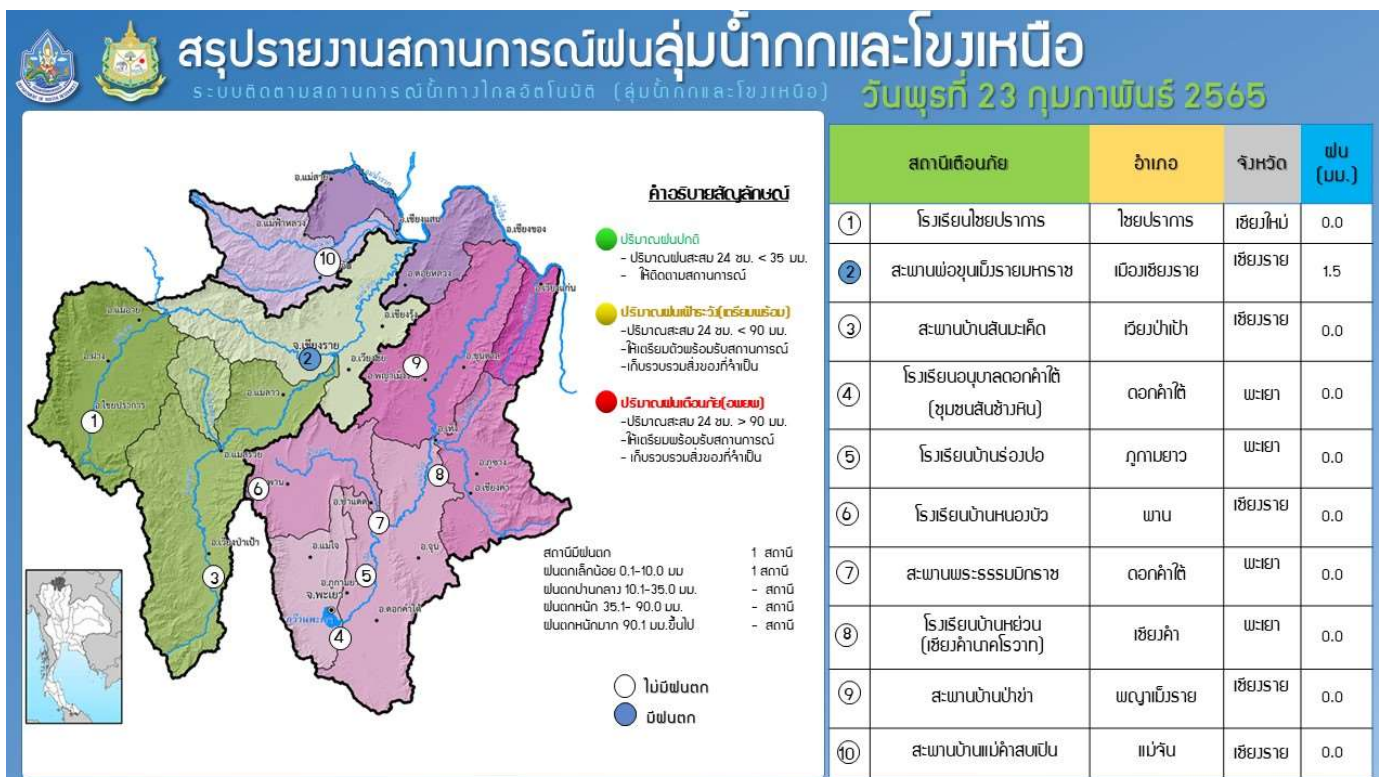 สรุปรายงานสถานการณ์ฝนลุ่มน้ำกกและโขงเหนือ
ระบบติดตามสถานการณ์น้ำทางไกลอัตโนมัติ (ลุ่มน้ำกกและโขงเหนือ)
วันพุธที่ 23 กุมภาพันธ์ 2565
อ.แม่สาย
อ.แม่ฟ้าหลวง
อ.เชียงแสน
อ.เชียงของ
10
อ.ดอยหลวง
อ.เวียงแก่น
อ.แม่อาย
อ.เชียงรุ้ง
จ.เชียงราย
2
อ.ฝาง
9
อ.แม่ลาว
อ.ไชยปราการ
1
อ.เทิง
อ.แม่สรวย
อ.ภูซาง
8
6
อ.เชียงคำ
7
อ.เวียงป่าเป้า
อ.แม่ใจ
อ.จุน
3
5
จ.พะเยา
อ.ดอกคำใต้
4
คำอธิบายสัญลักษณ์
ปริมาณฝนปกติ
- ปริมาณฝนสะสม 24 ชม. < 35 มม.
- ให้ติดตามสถานการณ์
ปริมาณฝนเฝ้าระวัง(เตรียมพร้อม)
-ปริมาณสะสม 24 ชม. < 90 มม.
-ให้เตรียมตัวพร้อมรับสถานการณ์
-เก็บรวบรวมสิ่งของที่จำเป็น
ปริมาณฝนเตือนภัย(อพยพ)
-ปริมาณสะสม 24 ชม. > 90 มม.
-ให้เตรียมพร้อมรับสถานการณ์
- เก็บรวบรวมสิ่งของที่จำเป็น
สถานีมีฝนตก 1 สถานี
ฝนตกเล็กน้อย 0.1-10.0 มม 1 สถานี
ฝนตกปานกลาง 10.1-35.0 มม. - สถานี
ฝนตกหนัก 35.1- 90.0 มม. - สถานี
ฝนตกหนักมาก 90.1 มม.ขึ้นไป - สถานี
ไม่มีฝนตก
มีฝนตก
สถานีเตือนภัย อำเภอ จังหวัด ฝน (มม.)
1 โรงเรียนไชยปราการ ไชยปราการ เชียงใหม่ 0.0
2 สะพานพ่อขุนเม็งรายมหาราช เมืองเชียงราย เชียงราย 1.5
3 สะพานบ้านสันมะเค็ด เวียงป่าเป้า เชียงราย 0.0
4 โรงเรียนอนุบาลดอกคำใต้ ดอกคำใต้ พะเยา 0.0
(ชุมชนสันช้างหิน)
5 โรงเรียนบ้านร่องปอ ภูกามยาว พะเยา 0.0
6 โรงเรียนบ้านหนองบัว พาน เชียงราย 0.0
7 สะพานพระธรรมมิกราช ดอกคำใต้ พะเยา 0.0
8 โรงเรียนบ้านหย่วน เชียงคำ พะเยา 0.0
(เชียงคำนาคโรวาท)
9 สะพานบ้านป่าข่า พญาเม็งราย เชียงราย 0.0
10 สะพานบ้านแม่คำสบเปิน แม่จัน เชียงราย 0.0